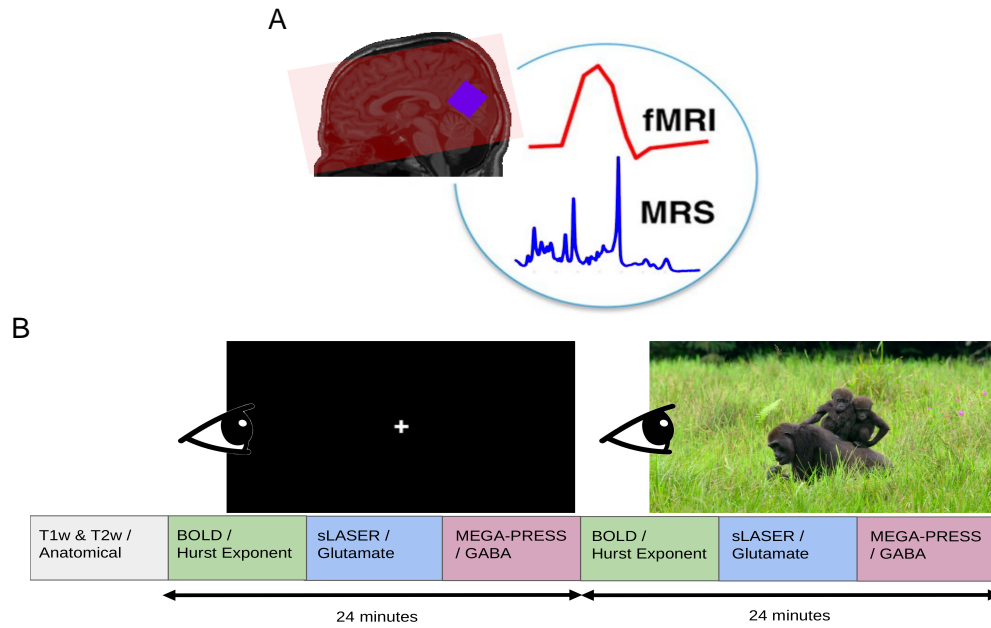 A
fMRI
MRS
B
T1w & T2w /
Anatomical
BOLD /
Hurst Exponent
sLASER /
Glutamate
MEGA-PRESS
/ GABA
BOLD /
Hurst Exponent
sLASER /
Glutamate
MEGA-PRESS
/ GABA
24 minutes
24 minutes